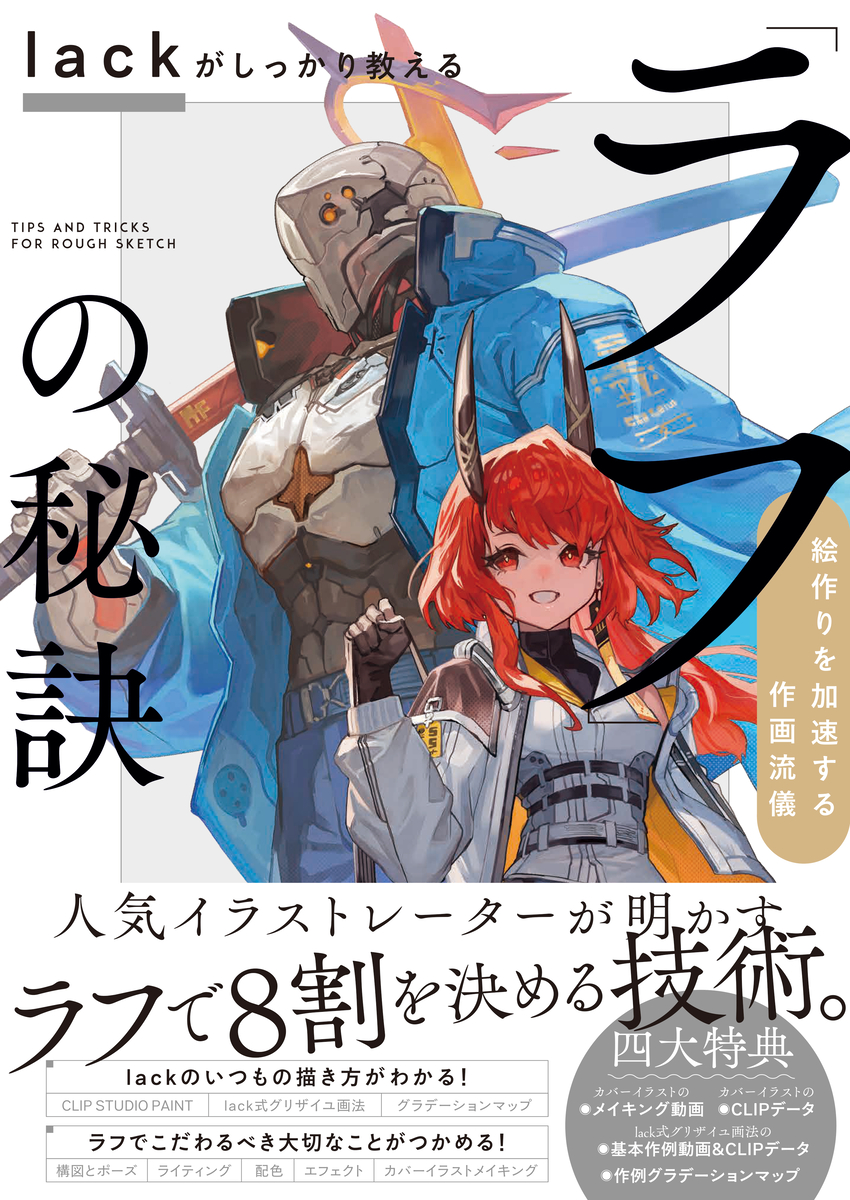 lackがしっかり教える
「ラフ
の秘訣
TIPS AND TRICKS
FOR ROUGH SKETCH
絵作りを加速する
作画流儀
HF
人気イラストレーターが明かす
ラフで8割を決める技術。
lackのいつもの描き方がわかる!
CLIP STUDIO PAINT
lack式グリザイユ画法
グラデーションマップ
ラフでこだわるべき大切なことがつかめる!
構図とポーズ
ライティング
配色
エフェクト
カバーイラストメイキング
四大特典
カバーイラストの
●メイキング動画
カバーイラストの
●CLIPデータ
lack式グリザイユ画法の
●基本作例動画&CLIPデータ
●作例グラデーションマップ